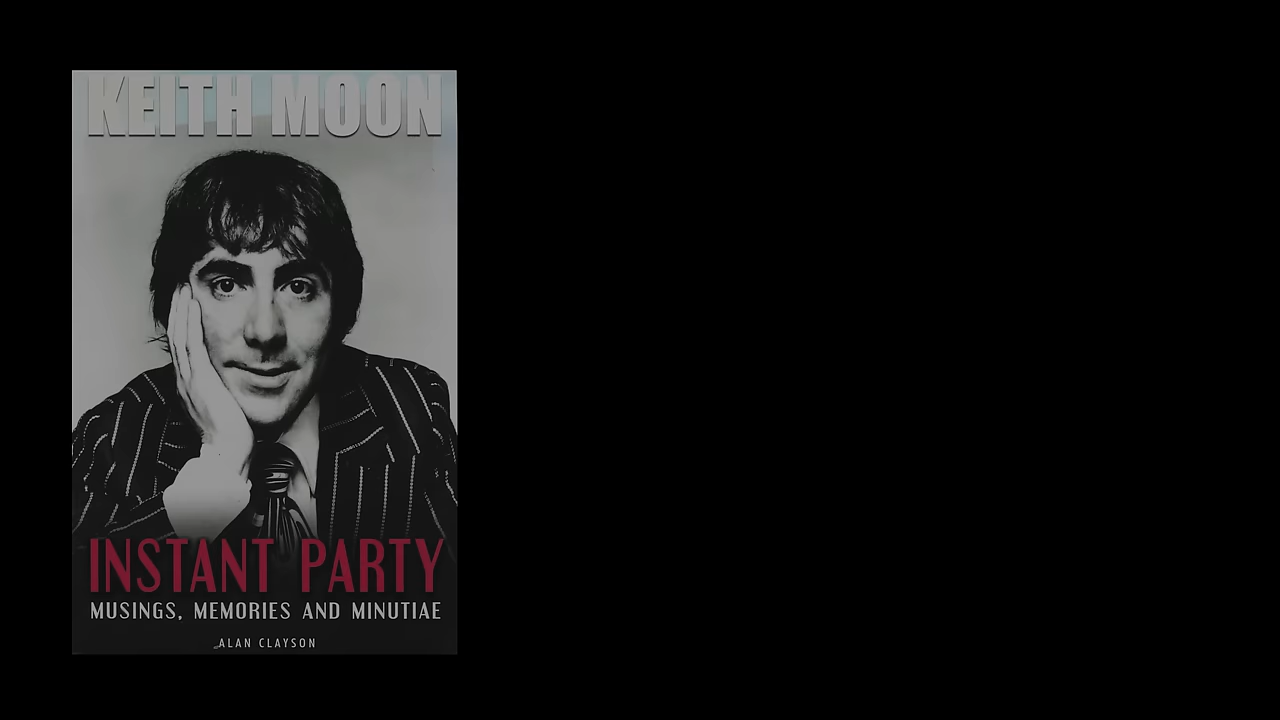 KEITH MOON
INSTANT PARTY
MUSINGS, MEMORIES AND MINUTIAE
ALAN CLAYSON